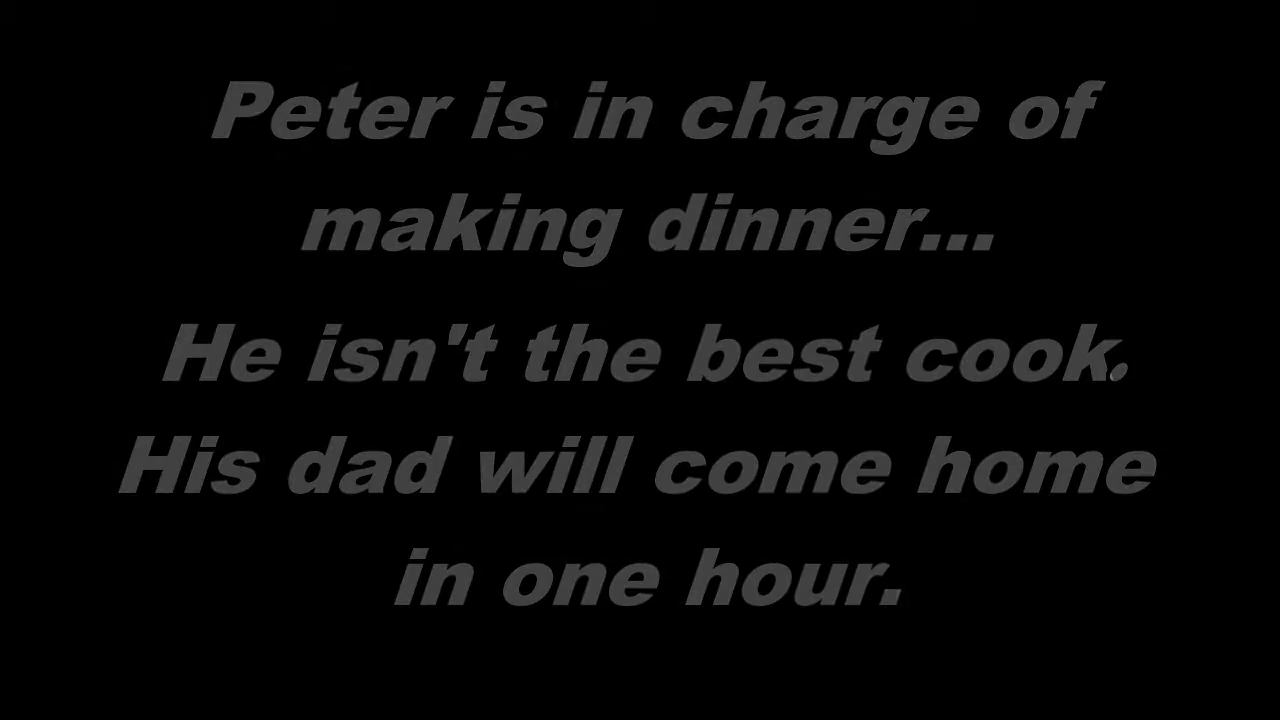 Peter is in charge of
making dinner...
He isn't the best cook.
His dad will come home
in one hour.